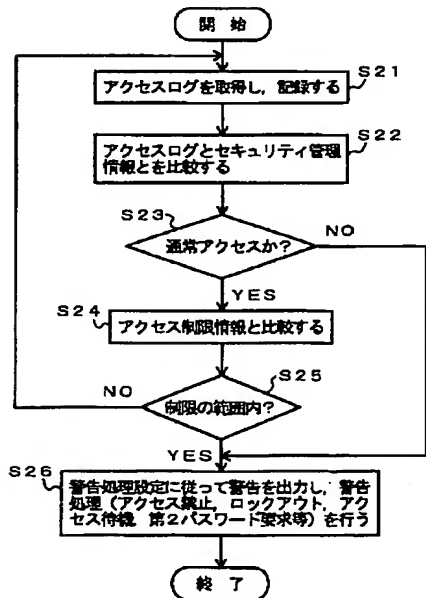 開始
S21
アクセスログを取得し，記録する
S22
アクセスログとセキュリティ管理
情報とを比較する
S23
通常アクセスか？
NO
YES
S24
アクセス制限情報と比較する
S25
NO
制限の範囲内？
YES
S26
警告処理設定に従って警告を出力し，警告
処理（アクセス禁止，ロックアウト，アク
セス待機，第2パスワード要求等）を行う
終了